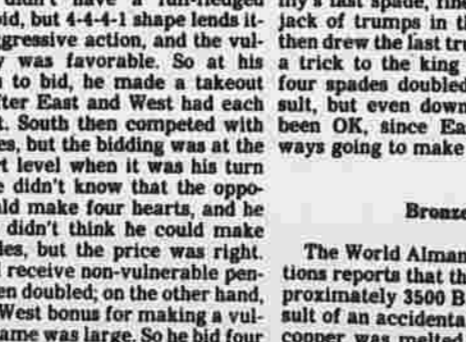 didn't have a full-fledged
bid, but 4-4-4-1 shape lends it-
gressive action, and the vul-
was favorable. So at his
to bid, he made a takeout
ter East and West had each
t. South then competed with
es, but the bidding was at the
t level when it was his turn
e didn't know that the oppo-
ld make four hearts, and he
didn't think he could make
les, but the price was right.
receive non-vulnerable pen-
en doubled; on the other hand,
West bonus for making a vul-
ame was large. So he bid four
my's last spade, fine
jack of trumps in th
then drew the last tru
a trick to the king
four spades doubled
sult, but even down
been OK, since Ea
ways going to make
Bronze
The World Alman
tions reports that th
proximately 3500 B
sult of an accidenta
copper was melted